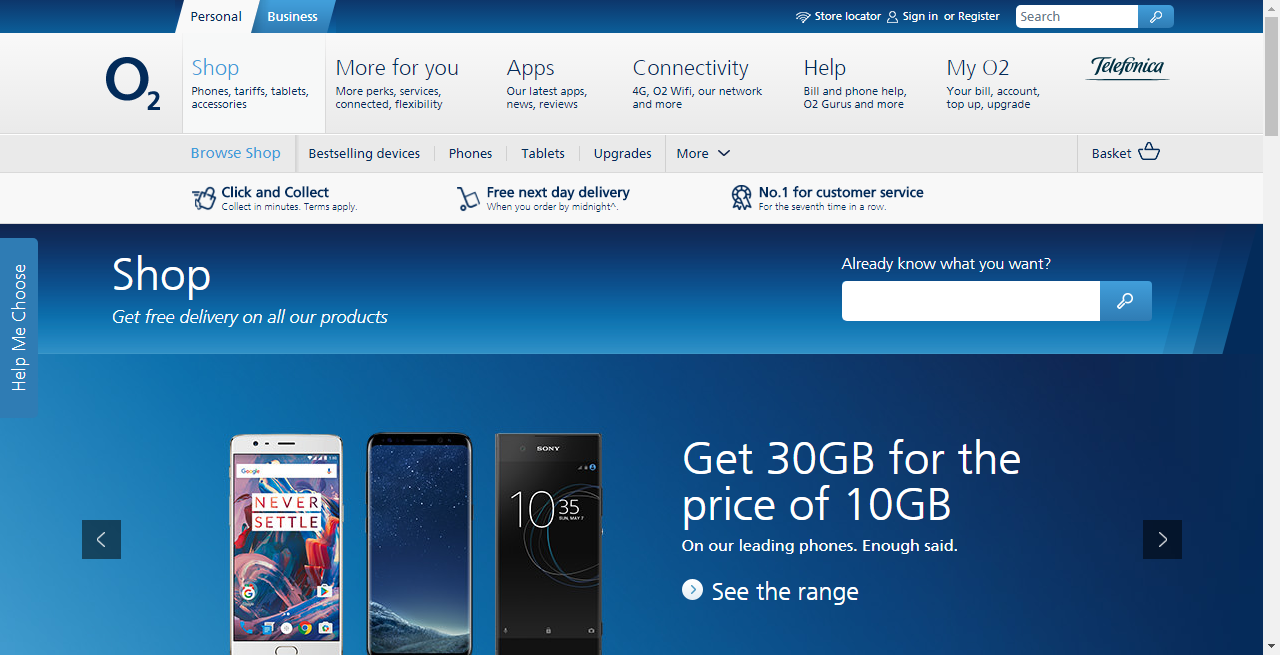 Personal
Business
Store locator
Sign in or Register
Search
O2
Shop
Phones, tariffs, tablets,
accessories
More for you
More perks, services,
connected, flexibility
Apps
Our latest apps,
news, reviews
Connectivity
4G, O2 Wifi, our network
and more
Help
Bill and phone help,
O2 Gurus and more
My O2
Your bill, account,
top up, upgrade
Telefónica
Browse Shop
Bestselling devices
Phones
Tablets
Upgrades
More
Basket
Click and Collect
Collect in minutes. Terms apply.
Free next day delivery
When you order by midnight^.
No.1 for customer service
For the seventh time in a row.
Help Me Choose
Shop
Get free delivery on all our products
Already know what you want?
Google
NEVER
SETTLE
SONY
10 35
SUN, MAY 7
Get 30GB for the
price of 10GB
On our leading phones. Enough said.
See the range